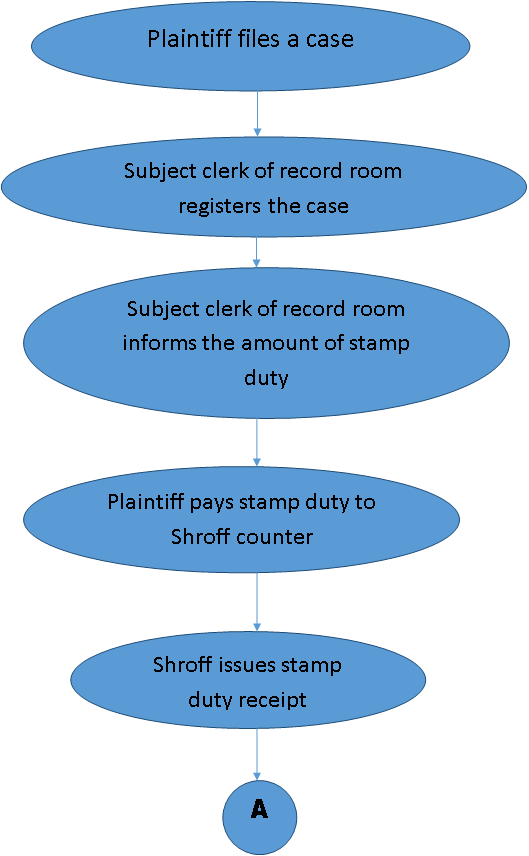 Plaintiff files a case
Subject clerk of record room
registers the case
Subject clerk of record room
informs the amount of stamp
duty
Plaintiff pays stamp duty to
Shroff counter
Shroff issues stamp
duty receipt
A